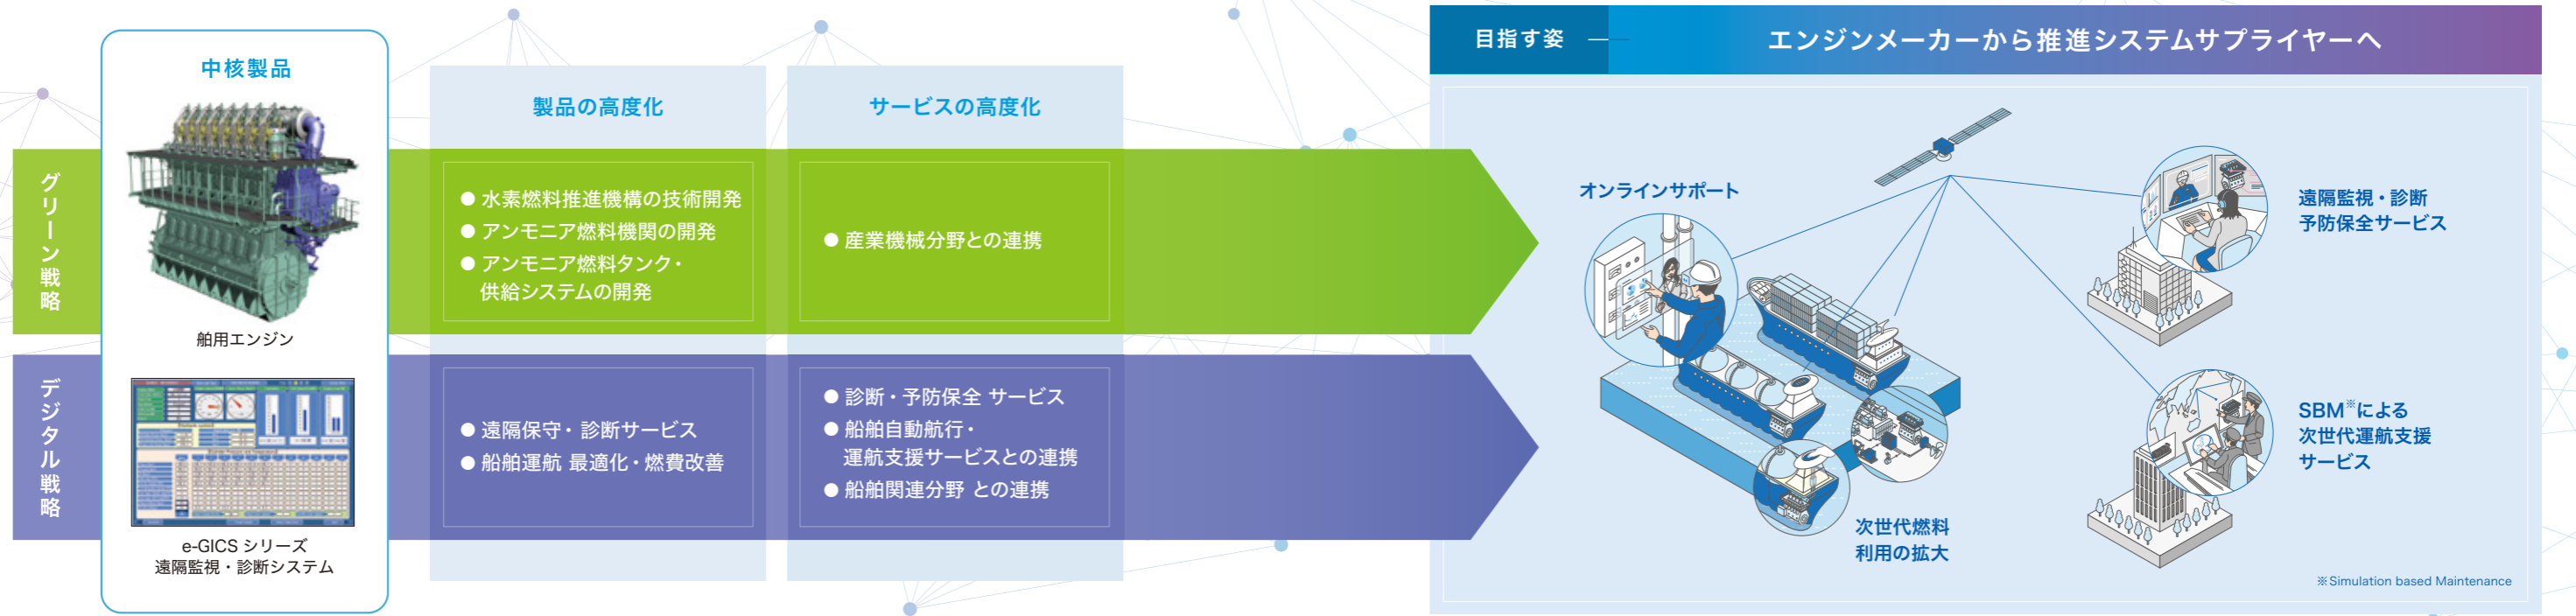 中核製品
舶用エンジン
e-GICS シリーズ
遠隔監視・診断システム
製品の高度化
サービスの高度化
グリーン戦略
● 水素燃料推進機構の技術開発
● アンモニア燃料機関の開発
● アンモニア燃料タンク・
供給システムの開発
● 産業機械分野との連携
デジタル戦略
● 遠隔保守・診断サービス
● 船舶運航 最適化・燃費改善
● 診断・予防保全 サービス
● 船舶自動航行・
運航支援サービスとの連携
● 船舶関連分野 との連携
目指す姿
エンジンメーカーから推進システムサプライヤーへ
オンラインサポート
遠隔監視・診断
予防保全サービス
SBM※による
次世代運航支援
サービス
次世代燃料
利用の拡大
※Simulation based Maintenance